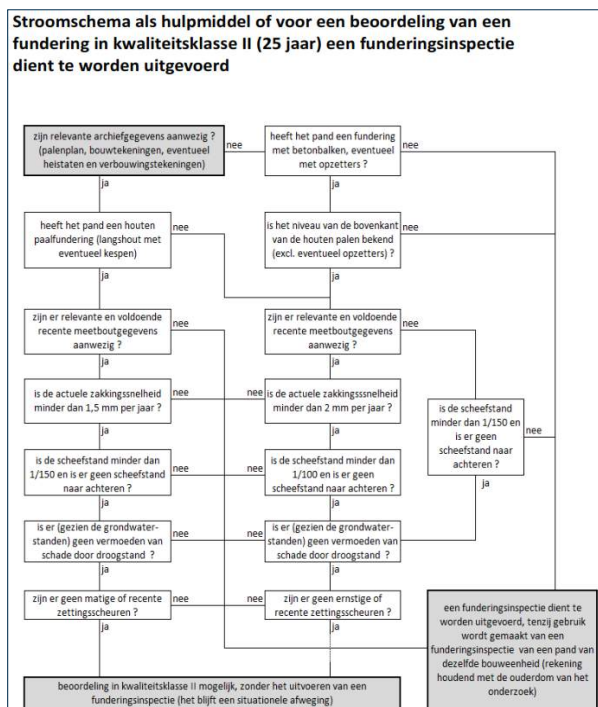 Stroomschema als hulpmiddel of voor een beoordeling van een
fundering in kwaliteitsklasse II (25 jaar) een funderingsinspectie
dient te worden uitgevoerd
zijn relevante archiefgegevens aanwezig ?
(palenplan, bouwtekeningen, eventueel
heistaten en verbouwingstekeningen)
nee
heeft het pand een fundering
met betonbalken, eventueel
met opzetters ?
nee
ja
ja
heeft het pand een houten
paalfundering (langshout met
eventueel kespen)
nee
is het niveau van de bovenkant
van de houten palen bekend
(excl. eventueel opzetters) ?
nee
ja
ja
zijn er relevante en voldoende
recente meetboutgegevens
aanwezig ?
nee
zijn er relevante en voldoende
recente meetboutgegevens
aanwezig ?
nee
ja
ja
is de actuele zakkingssnelheid
minder dan 1,5 mm per jaar ?
nee
nee
is de actuele zakkingssnelheid
minder dan 2 mm per jaar ?
is de scheefstand
minder dan 1/150 en
is er geen
scheefstand naar
achteren ?
nee
ja
ja
ja
is de scheefstand minder dan
1/150 en is er geen scheefstand
naar achteren ?
nee
nee
is de scheefstand minder dan
1/100 en is er geen
scheefstand naar achteren ?
ja
ja
is er (gezien de grondwater-
standen) geen vermoeden van
schade door droogstand ?
nee
nee
is er (gezien de grondwater-
standen) geen vermoeden van
schade door droogstand ?
ja
ja
zijn er geen matige of recente
zettingsscheuren ?
nee
nee
zijn er geen ernstige of
recente zettingsscheuren ?
ja
ja
een funderingsinspectie dient te
worden uitgevoerd, tenzij gebruik
wordt gemaakt van een
funderingsinspectie van een pand van
dezelfde bouweenheid (rekening
houdend met de ouderdom van het
onderzoek)
beoordeling in kwaliteitsklasse II mogelijk, zonder het uitvoeren van een
funderingsinspectie (het blijft een situationele afweging)